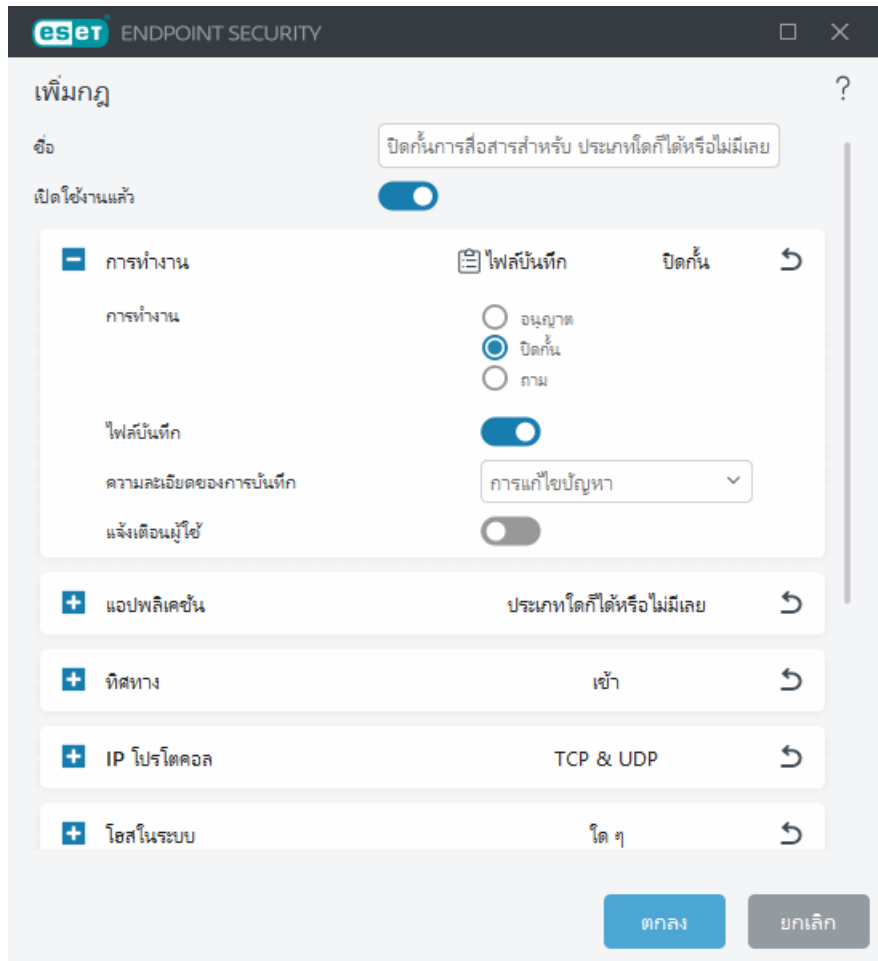 eset ENDPOINT SECURITY
เพิ่มกฎ
?
ชื่อ
ปิดกั้นการสื่อสารสำหรับ ประเภทใดก็ได้หรือไม่มีเลย
เปิดใช้งานแล้ว
การทำงาน ไฟล์บันทึก ปิดกั้น
การทำงาน
อนุญาต
ปิดกั้น
ถาม
ไฟล์บันทึก
ความละเอียดของการบันทึก การแก้ไขปัญหา
แจ้งเตือนผู้ใช้
แอปพลิเคชัน ประเภทใดก็ได้หรือไม่มีเลย
ทิศทาง เข้า
IP โปรโตคอล TCP & UDP
โฮสในระบบ ใด ๆ
ตกลง ยกเลิก